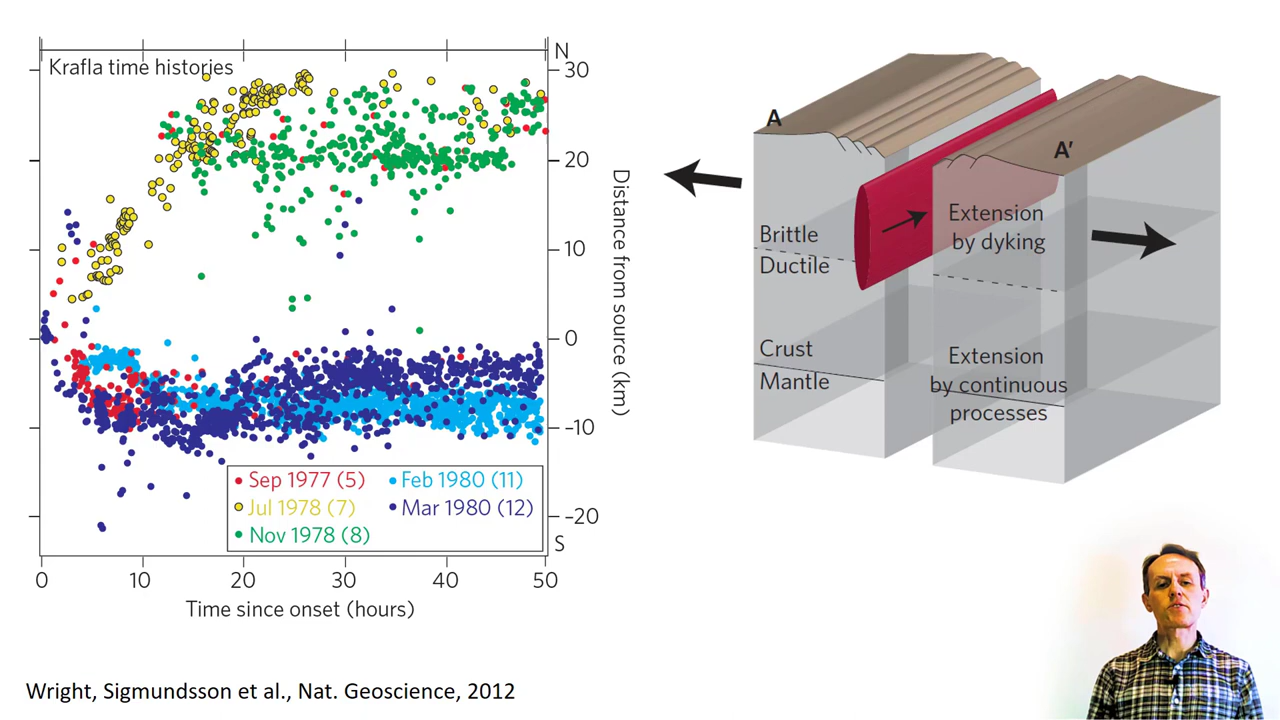 Krafla time histories
N
30
20
10
0
–10
–20
S
Distance from source (km)
Sep 1977 (5)
Jul 1978 (7)
Nov 1978 (8)
Feb 1980 (11)
Mar 1980 (12)
0 10 20 30 40 50
Time since onset (hours)
A
A′
Brittle
Ductile
Extension
by dyking
Crust
Mantle
Extension
by continuous
processes
Wright, Sigmundsson et al., Nat. Geoscience, 2012